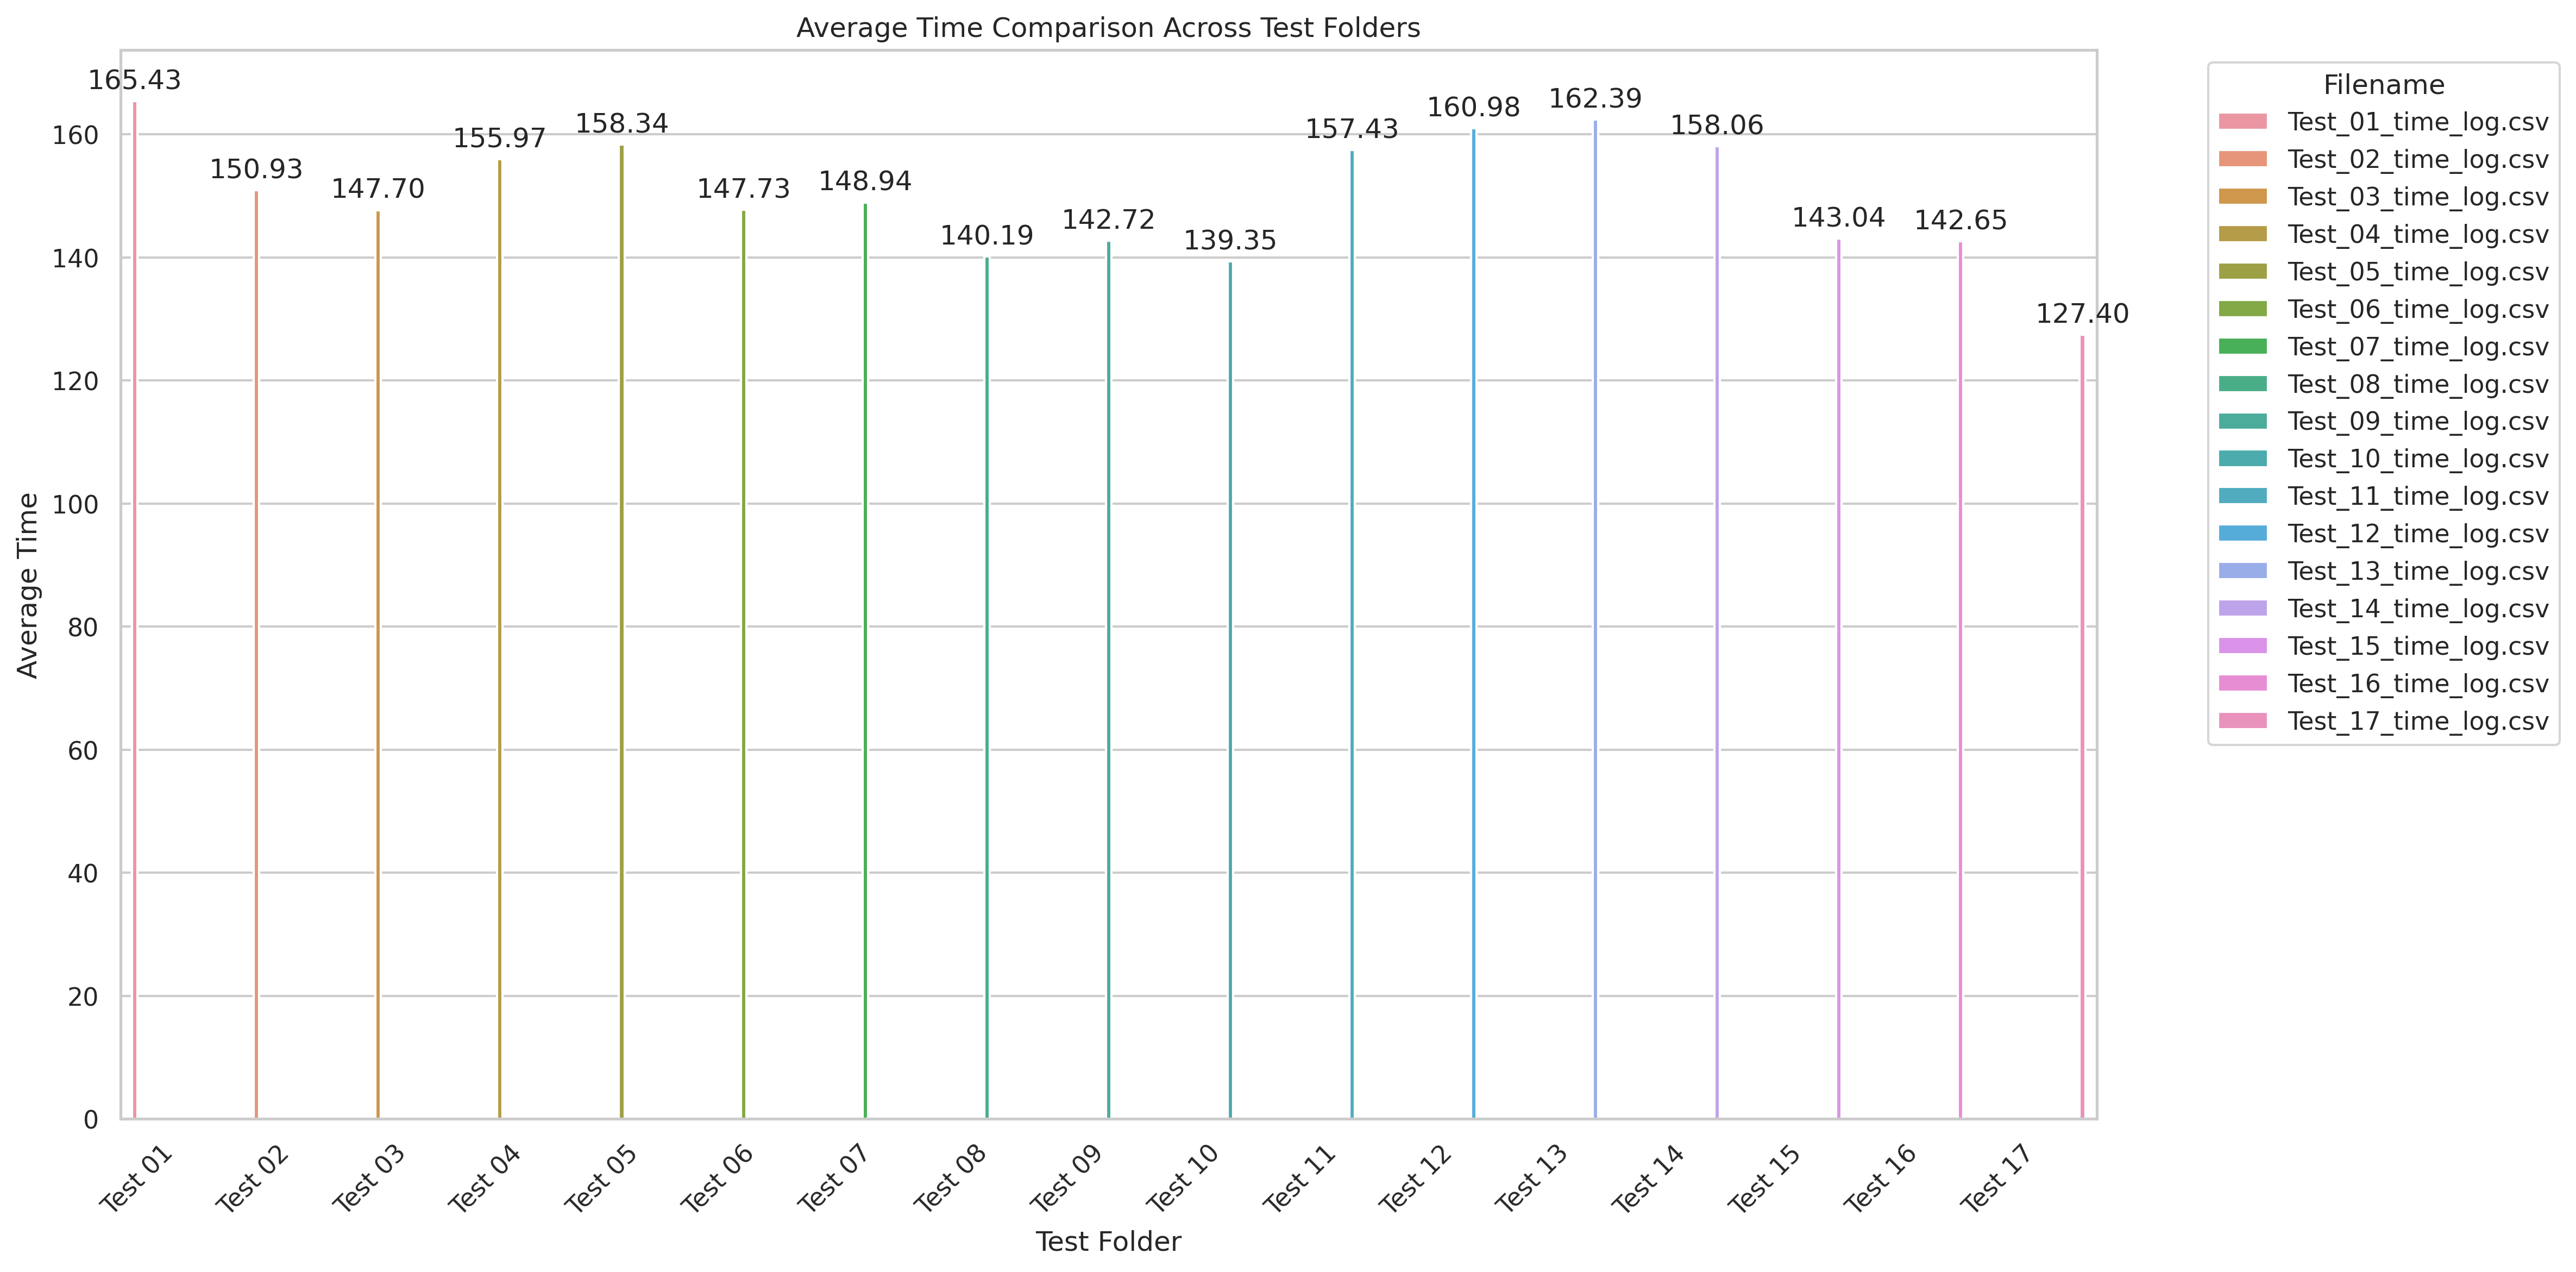 Average Time Comparison Across Test Folders
165.43
150.93
147.70
155.97
158.34
147.73
148.94
140.19
142.72
139.35
157.43
160.98
162.39
158.06
143.04
142.65
127.40
160
140
120
100
80
60
40
20
0
Average Time
Test 01
Test 02
Test 03
Test 04
Test 05
Test 06
Test 07
Test 08
Test 09
Test 10
Test 11
Test 12
Test 13
Test 14
Test 15
Test 16
Test 17
Test Folder
Filename
Test_01_time_log.csv
Test_02_time_log.csv
Test_03_time_log.csv
Test_04_time_log.csv
Test_05_time_log.csv
Test_06_time_log.csv
Test_07_time_log.csv
Test_08_time_log.csv
Test_09_time_log.csv
Test_10_time_log.csv
Test_11_time_log.csv
Test_12_time_log.csv
Test_13_time_log.csv
Test_14_time_log.csv
Test_15_time_log.csv
Test_16_time_log.csv
Test_17_time_log.csv